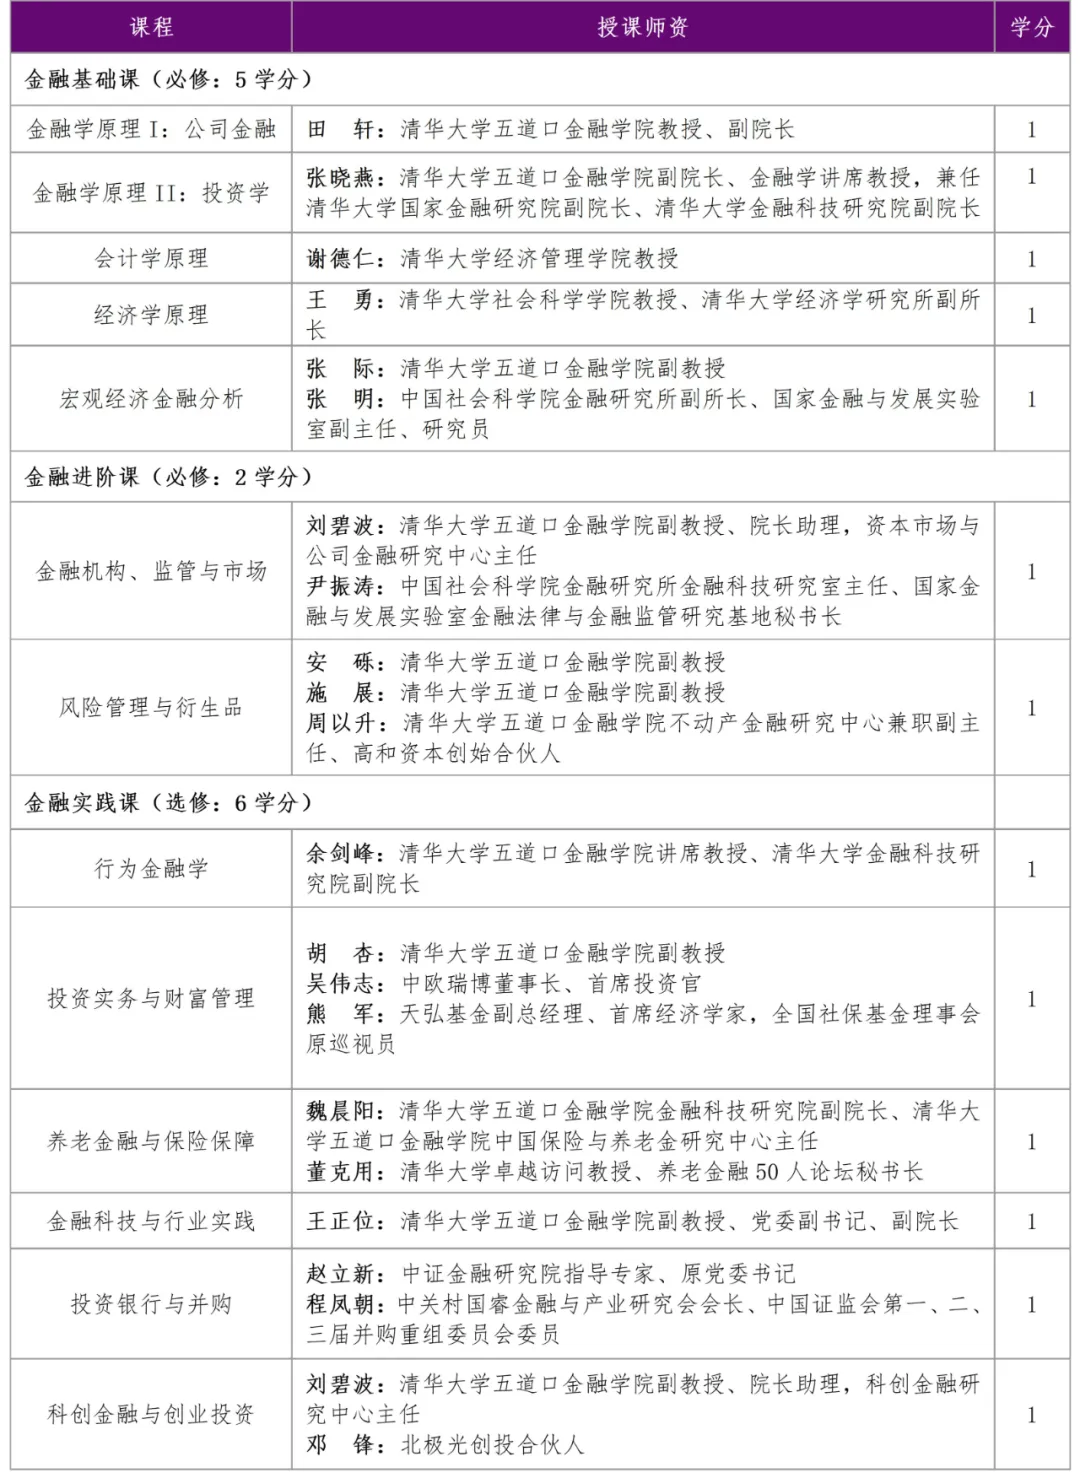 课程 授课师资 学分
金融基础课（必修：5 学分）
金融学原理 I：公司金融 田　轩：清华大学五道口金融学院教授、副院长 1
金融学原理 II：投资学 张晓燕：清华大学五道口金融学院副院长、金融学讲席教授，兼任 1
清华大学国家金融研究院副院长、清华大学金融科技研究院副院长
会计学原理 谢德仁：清华大学经济管理学院教授 1
经济学原理 王　勇：清华大学社会科学学院教授、清华大学经济学研究所副所 1
长
宏观经济金融分析 张　际：清华大学五道口金融学院副教授 1
张　明：中国社会科学院金融研究所副所长、国家金融与发展实验
室副主任、研究员
金融进阶课（必修：2 学分）
金融机构、监管与市场 刘碧波：清华大学五道口金融学院副教授、院长助理，资本市场与 1
公司金融研究中心主任
尹振涛：中国社会科学院金融研究所金融科技研究室主任、国家金
融与发展实验室金融法律与金融监管研究基地秘书长
风险管理与衍生品 安　砾：清华大学五道口金融学院副教授 1
施　展：清华大学五道口金融学院副教授
周以升：清华大学五道口金融学院不动产金融研究中心兼职副主
任、高和资本创始合伙人
金融实践课（选修：6 学分）
行为金融学 余剑峰：清华大学五道口金融学院讲席教授、清华大学金融科技研 1
究院副院长
投资实务与财富管理 胡　杏：清华大学五道口金融学院副教授 1
吴伟志：中欧瑞博董事长、首席投资官
熊　军：天弘基金副总经理、首席经济学家，全国社保基金理事会
原巡视员
养老金融与保险保障 魏晨阳：清华大学五道口金融学院金融科技研究院副院长、清华大 1
学五道口金融学院中国保险与养老金研究中心主任
董克用：清华大学卓越访问教授、养老金融 50 人论坛秘书长
金融科技与行业实践 王正位：清华大学五道口金融学院副教授、党委副书记、副院长 1
投资银行与并购 赵立新：中证金融研究院指导专家、原党委书记 1
程凤朝：中关村国睿金融与产业研究会会长、中国证监会第一、二、
三届并购重组委员会委员
科创金融与创业投资 刘碧波：清华大学五道口金融学院副教授、院长助理，科创金融研 1
究中心主任
邓　锋：北极光创投合伙人